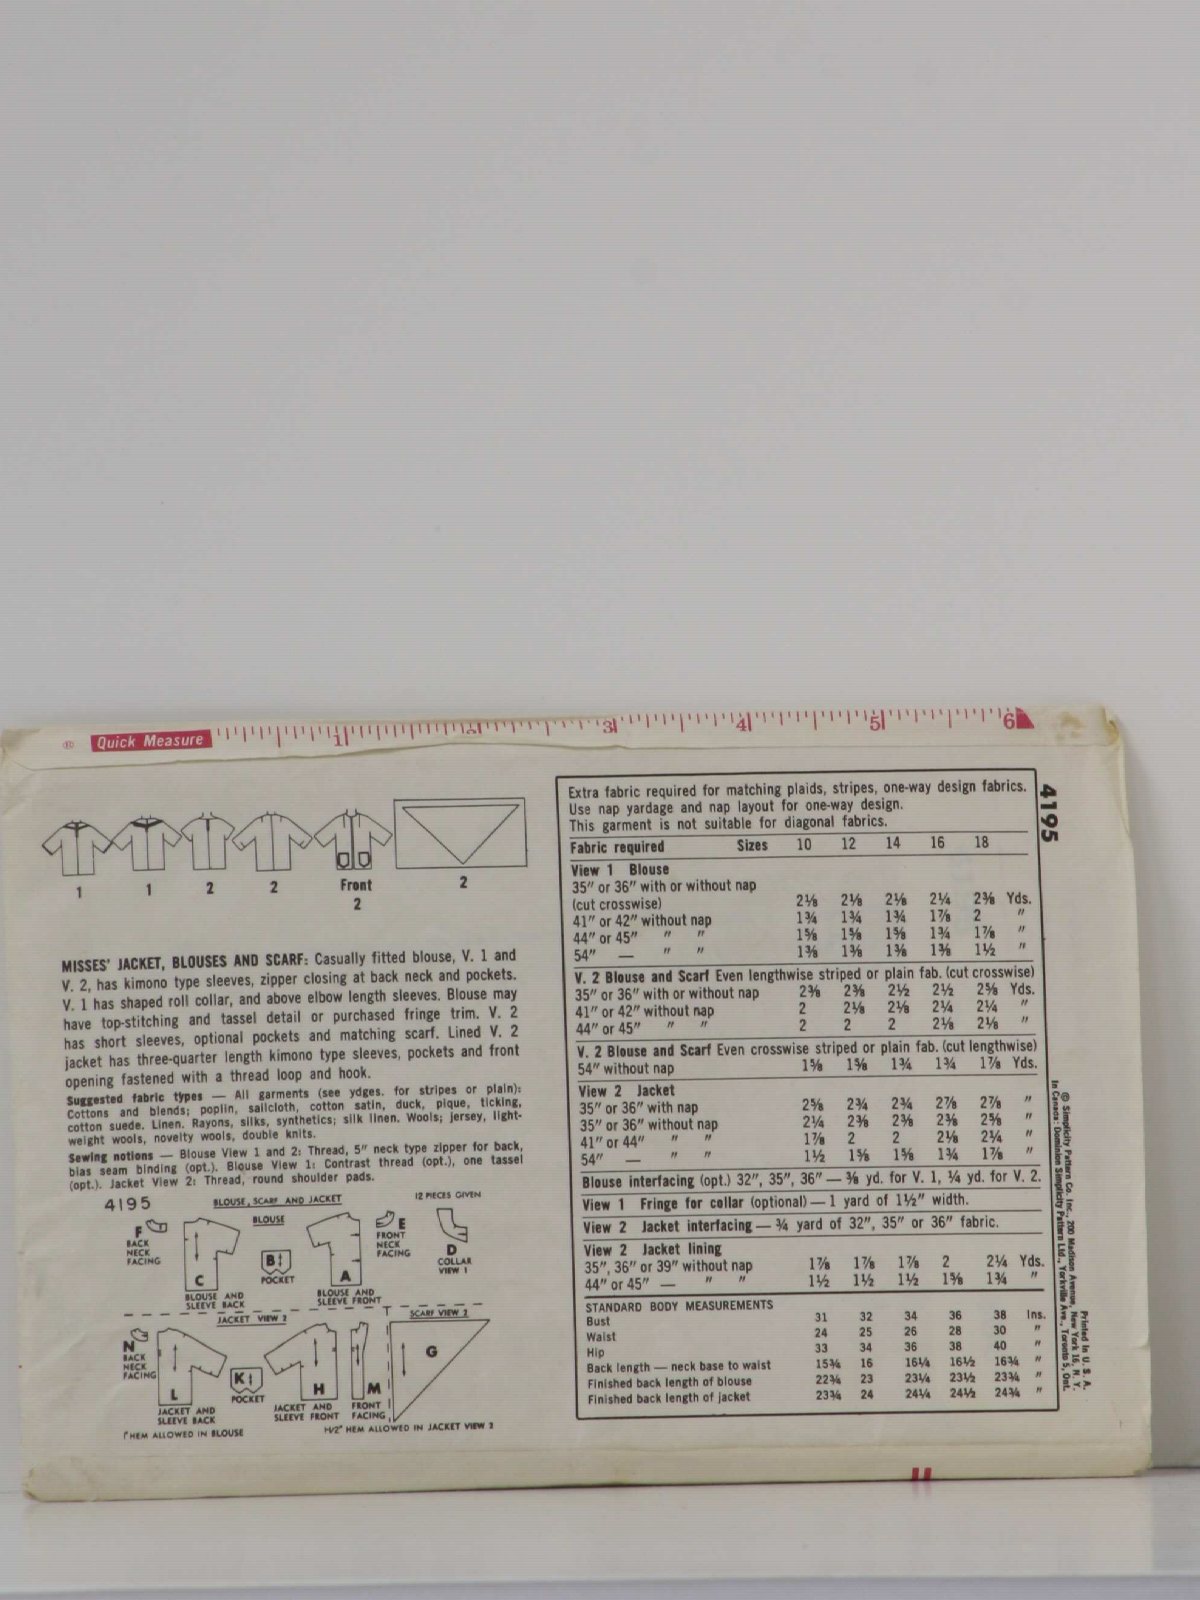 ® Quick Measure 1 2 3 4 5 6
1 1 2 2 Front 2 2
MISSES' JACKET, BLOUSES AND SCARF: Casually fitted blouse, V. 1 and
V. 2, has kimono type sleeves, zipper closing at back neck and pockets.
V. 1 has shaped roll collar, and above elbow length sleeves. Blouse may
have top-stitching and tassel detail or purchased fringe trim. V. 2
has short sleeves, optional pockets and matching scarf. Lined V. 2
jacket has three-quarter length kimono type sleeves, pockets and front
opening fastened with a thread loop and hook.
Suggested fabric types — All garments (see ydges. for stripes or plain):
Cottons and blends; poplin, sailcloth, cotton satin, duck, pique, ticking,
cotton suede. Linen. Rayons, silks, synthetics; silk linen. Wools; jersey, light-
weight wools, novelty wools, double knits.
Sewing notions — Blouse View 1 and 2: Thread, 5" neck type zipper for back,
bias seam binding (opt.). Blouse View 1: Contrast thread (opt.), one tassel
(opt.). Jacket View 2: Thread, round shoulder pads.
4195 BLOUSE, SCARF AND JACKET 12 PIECES GIVEN
BLOUSE
F
BACK
NECK
FACING
C
BLOUSE AND
SLEEVE BACK
B
POCKET
A
BLOUSE AND
SLEEVE FRONT
E
FRONT
NECK
FACING
D
COLLAR
VIEW 1
JACKET VIEW 2
SCARF VIEW 2
N
BACK
NECK
FACING
L
JACKET AND
SLEEVE BACK
K
POCKET
H
JACKET AND
SLEEVE FRONT
M
FRONT
FACING
G
1" HEM ALLOWED IN BLOUSE
1-1/2" HEM ALLOWED IN JACKET VIEW 2
Extra fabric required for matching plaids, stripes, one-way design fabrics.
Use nap yardage and nap layout for one-way design.
This garment is not suitable for diagonal fabrics.
Fabric required Sizes 10 12 14 16 18
View 1 Blouse
35" or 36" with or without nap
(cut crosswise) 2⅛ 2⅛ 2⅛ 2¼ 2⅜ Yds.
41" or 42" without nap 1¾ 1¾ 1¾ 1⅞ 2 "
44" or 45" " " 1⅝ 1⅝ 1⅝ 1¾ 1⅞ "
54" — " " 1⅜ 1⅜ 1⅜ 1⅜ 1½ "
V. 2 Blouse and Scarf Even lengthwise striped or plain fab. (cut crosswise)
35" or 36" with or without nap 2⅜ 2⅜ 2½ 2½ 2⅝ Yds.
41" or 42" without nap 2 2⅛ 2⅛ 2¼ 2¼ "
44" or 45" " " 2 2 2 2⅛ 2⅛ "
V. 2 Blouse and Scarf Even crosswise striped or plain fab. (cut lengthwise)
54" without nap 1⅝ 1⅝ 1¾ 1¾ 1⅞ Yds.
View 2 Jacket
35" or 36" with nap 2⅝ 2¾ 2¾ 2⅞ 2⅞ "
35" or 36" without nap 2¼ 2⅜ 2⅜ 2⅜ 2⅝ "
41" or 44" " " 1⅞ 2 2 2⅛ 2¼ "
54" — " " 1½ 1⅝ 1⅝ 1¾ 1⅞ "
Blouse interfacing (opt.) 32", 35", 36" — ⅜ yd. for V. 1, ¼ yd. for V. 2.
View 1 Fringe for collar (optional) — 1 yard of 1½" width.
View 2 Jacket interfacing — ¾ yard of 32", 35" or 36" fabric.
View 2 Jacket lining
35", 36" or 39" without nap 1⅞ 1⅞ 1⅞ 2 2¼ Yds.
44" or 45" — " " 1½ 1½ 1½ 1⅝ 1¾ "
STANDARD BODY MEASUREMENTS
Bust 31 32 34 36 38 Ins.
Waist 24 25 26 28 30 "
Hip 33 34 36 38 40 "
Back length — neck base to waist 15¾ 16 16¼ 16½ 16¾ "
Finished back length of blouse 22¾ 23 23¼ 23½ 23¾ "
Finished back length of jacket 23¾ 24 24¼ 24½ 24¾ "
4195
© Simplicity Pattern Co. Inc., 200 Madison Avenue, New York 16, N. Y.
In Canada: Dominion Simplicity Pattern Ltd., Yorkville Ave., Toronto 5, Ont.
Printed in U. S. A.